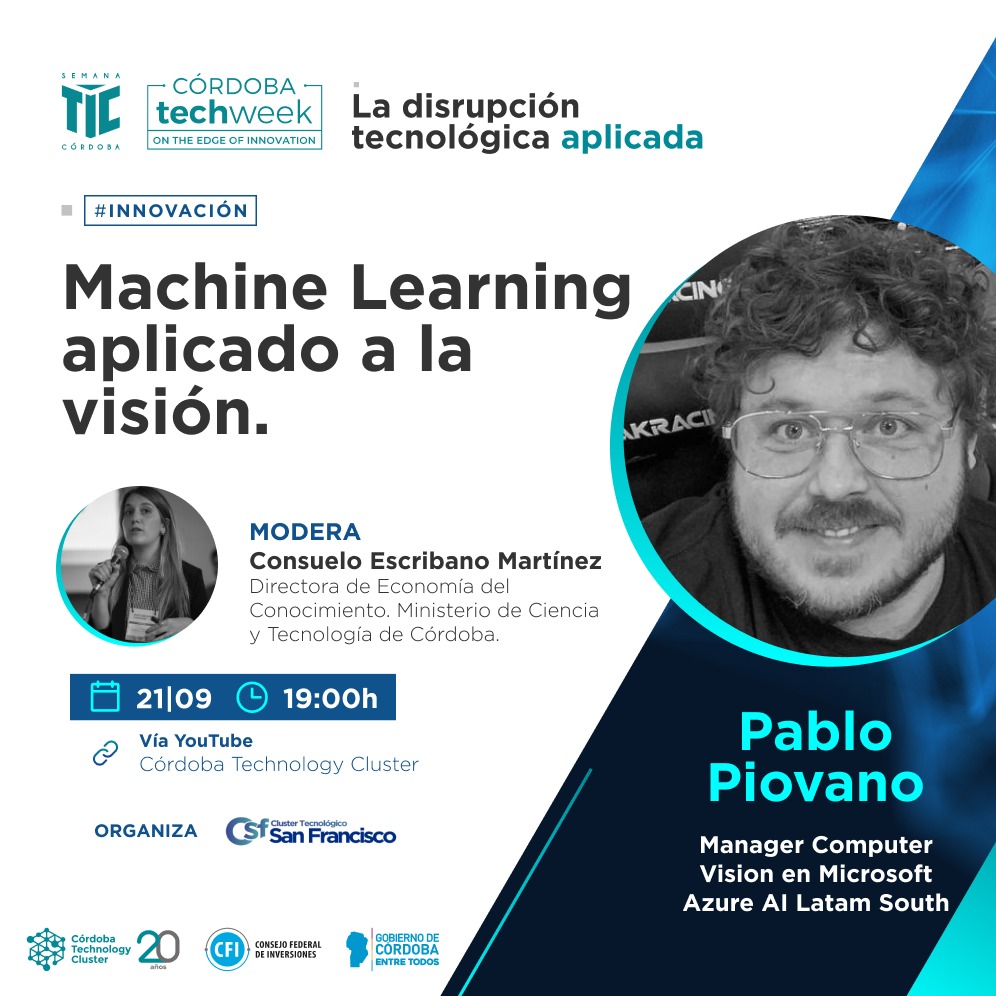 SEMANA
TIC
CÓRDOBA
CÓRDOBA
techweek
ON THE EDGE OF INNOVATION
La disrupción
tecnológica aplicada
#INNOVACIÓN
Machine Learning
aplicado a la
visión.
AKRACING
MODERA
Consuelo Escribano Martínez
Directora de Economía del
Conocimiento. Ministerio de Ciencia
y Tecnología de Córdoba.
21|09 19:00h
Vía YouTube
Córdoba Technology Cluster
ORGANIZA
CSf Cluster Tecnológico
San Francisco
Pablo
Piovano
Manager Computer
Vision en Microsoft
Azure AI Latam South
Córdoba
Technology
Cluster
20
años
CFI
CONSEJO FEDERAL
DE INVERSIONES
GOBIERNO DE
CÓRDOBA
ENTRE TODOS